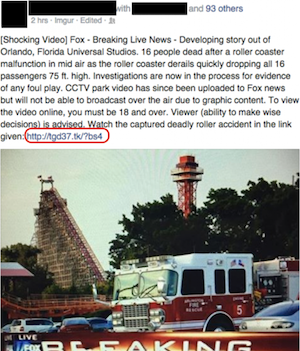 with and 93 others
2 hrs · Imgur · Edited ·
[Shocking Video] Fox - Breaking Live News - Developing story out of
Orlando, Florida Universal Studios. 16 people dead after a roller coaster
malfunction in mid air as the roller coaster derails quickly dropping all 16
passengers 75 ft. high. Investigations are now in the process for evidence
of any foul play. CCTV park video has since been uploaded to Fox news
but will not be able to broadcast over the air due to graphic content. To view
the video online, you must be 18 and over. Viewer (ability to make wise
decisions) is advised. Watch the captured deadly roller accident in the link
given: http://tgd37.tk/?bs4
RESCUE
5
LIVE
FOX
BREAKING